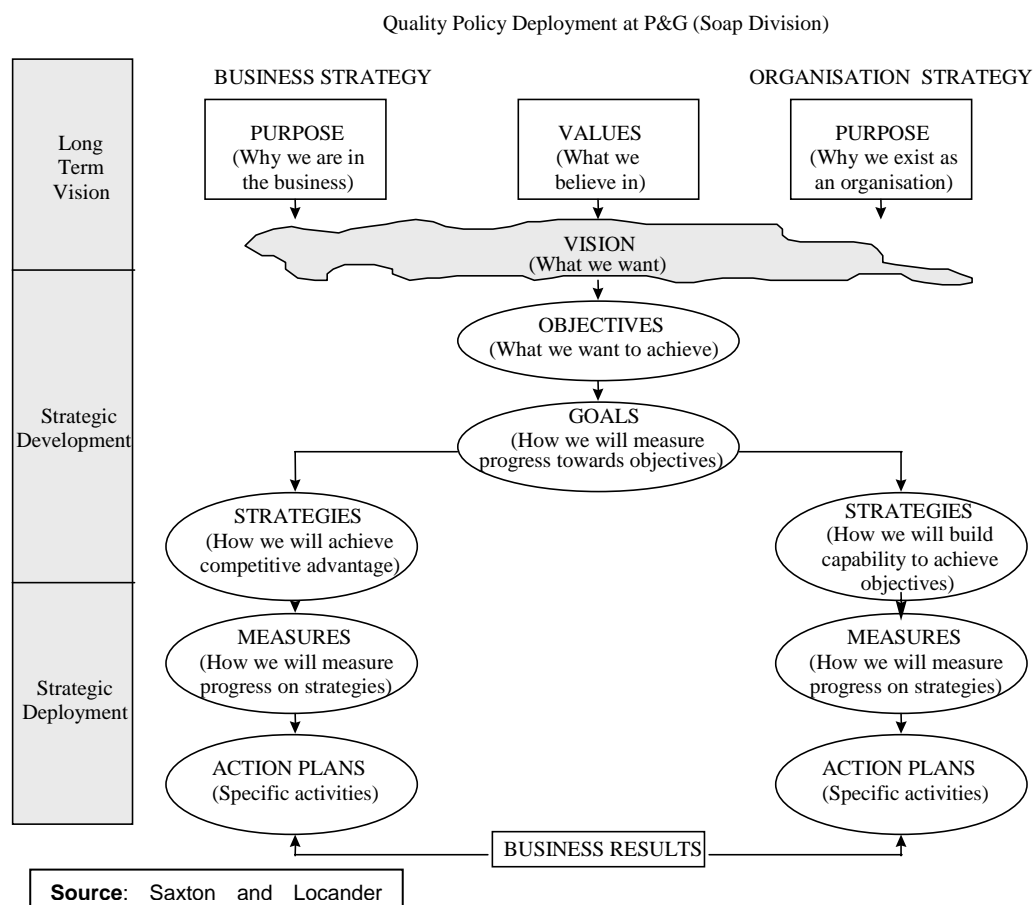 Quality Policy Deployment at P&G (Soap Division)
BUSINESS STRATEGY
ORGANISATION STRATEGY
Long
Term
Vision
PURPOSE
(Why we are in
the business)
VALUES
(What we
believe in)
PURPOSE
(Why we exist as
an organisation)
VISION
(What we want)
OBJECTIVES
(What we want to achieve)
Strategic
Development
GOALS
(How we will measure
progress towards objectives)
STRATEGIES
(How we will achieve
competitive advantage)
STRATEGIES
(How we will build
capability to achieve
objectives)
Strategic
Deployment
MEASURES
(How we will measure
progress on strategies)
MEASURES
(How we will measure
progress on strategies)
ACTION PLANS
(Specific activities)
ACTION PLANS
(Specific activities)
BUSINESS RESULTS
Source: Saxton and Locander